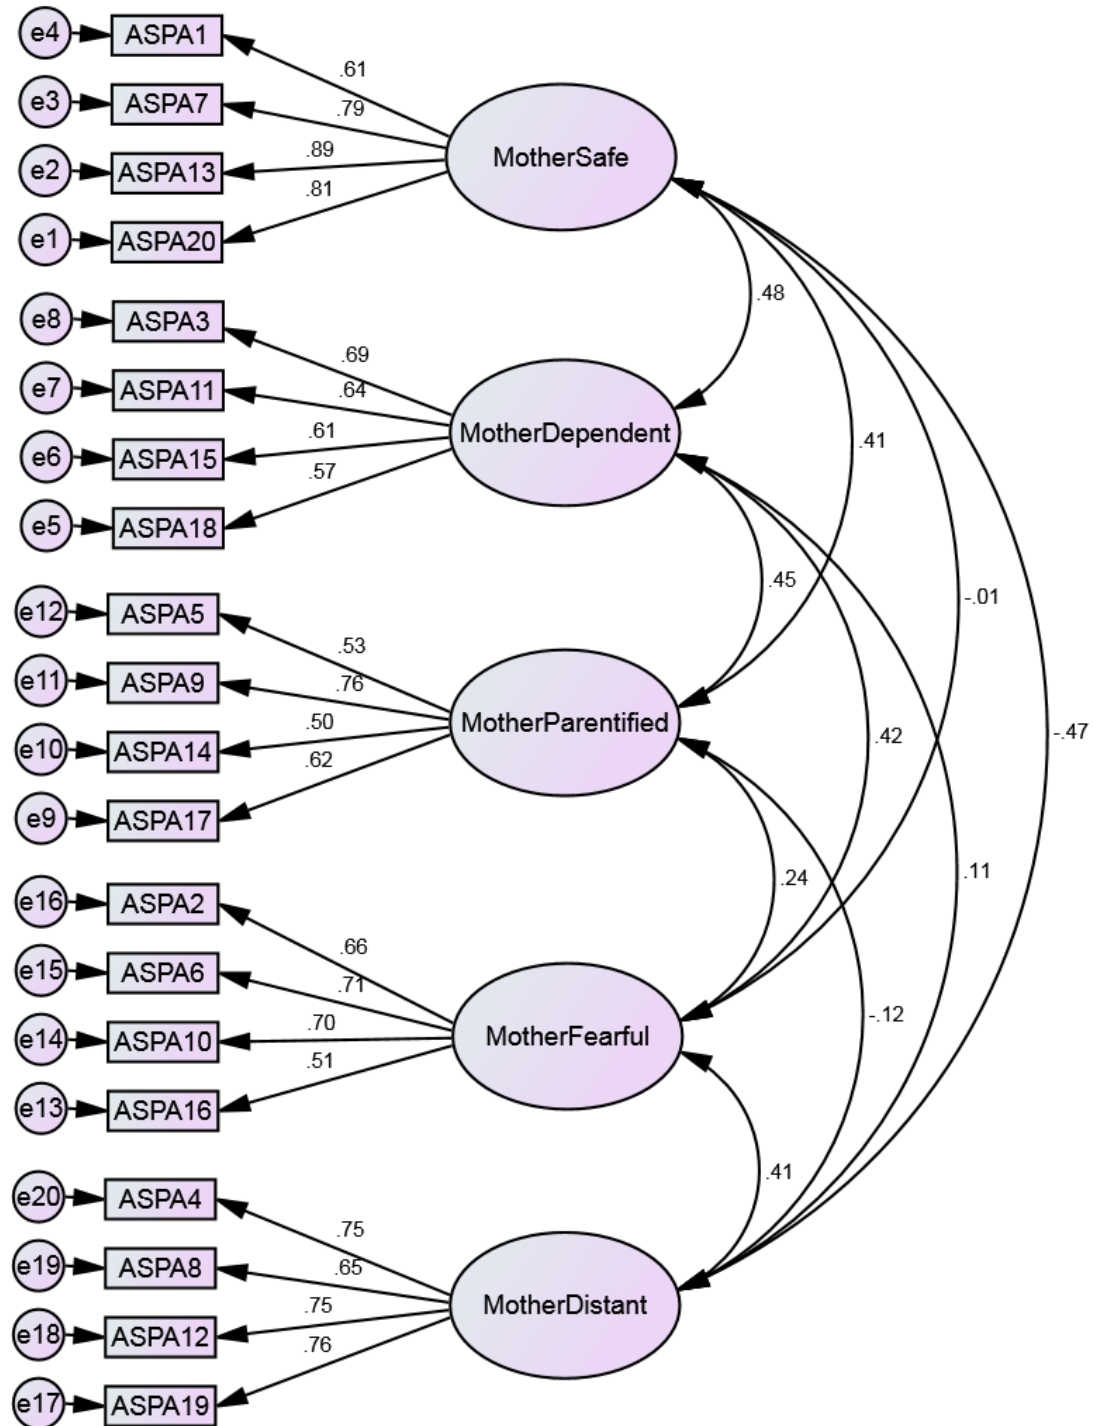 e4 ASPA1
.61
e3 ASPA7
.79
e2 ASPA13
.89
e1 ASPA20
.81
MotherSafe
e8 ASPA3
.69
e7 ASPA11
.64
e6 ASPA15
.61
e5 ASPA18
.57
MotherDependent
e12 ASPA5
.53
e11 ASPA9
.76
e10 ASPA14
.50
e9 ASPA17
.62
MotherParentified
e16 ASPA2
.66
e15 ASPA6
.71
e14 ASPA10
.70
e13 ASPA16
.51
MotherFearful
e20 ASPA4
.75
e19 ASPA8
.65
e18 ASPA12
.75
e17 ASPA19
.76
MotherDistant
.48
.41
.45
-.01
-.47
.42
.11
.24
-.12
.41